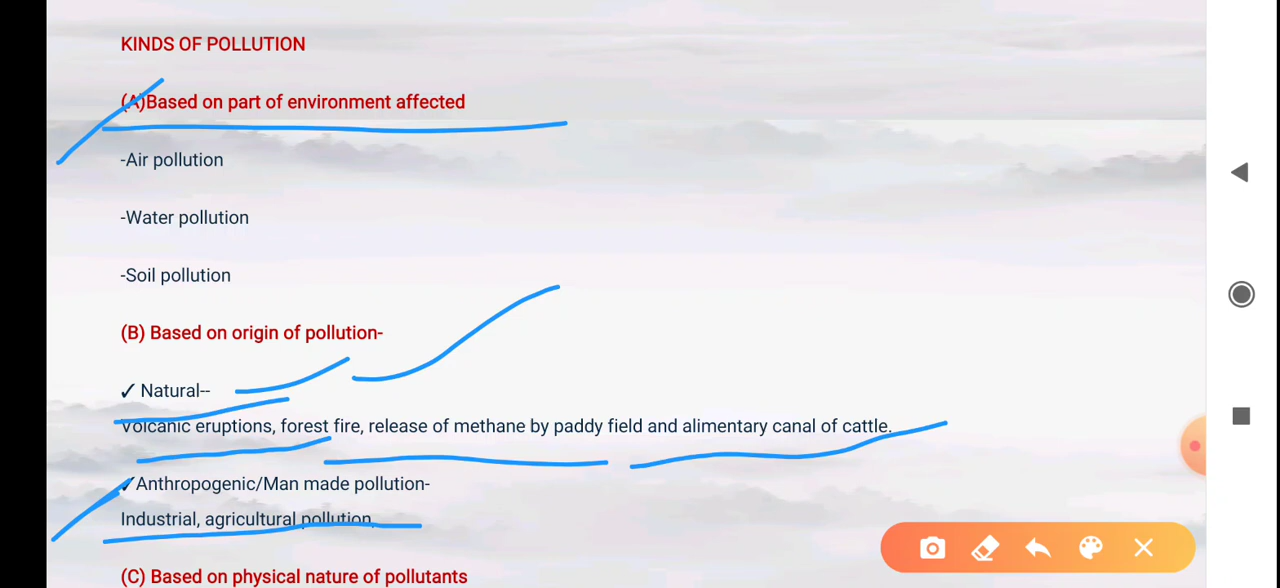 KINDS OF POLLUTION
(A)Based on part of environment affected
-Air pollution
-Water pollution
-Soil pollution
(B) Based on origin of pollution-
✓ Natural--
Volcanic eruptions, forest fire, release of methane by paddy field and alimentary canal of cattle.
✓Anthropogenic/Man made pollution-
Industrial, agricultural pollution,
(C) Based on physical nature of pollutants